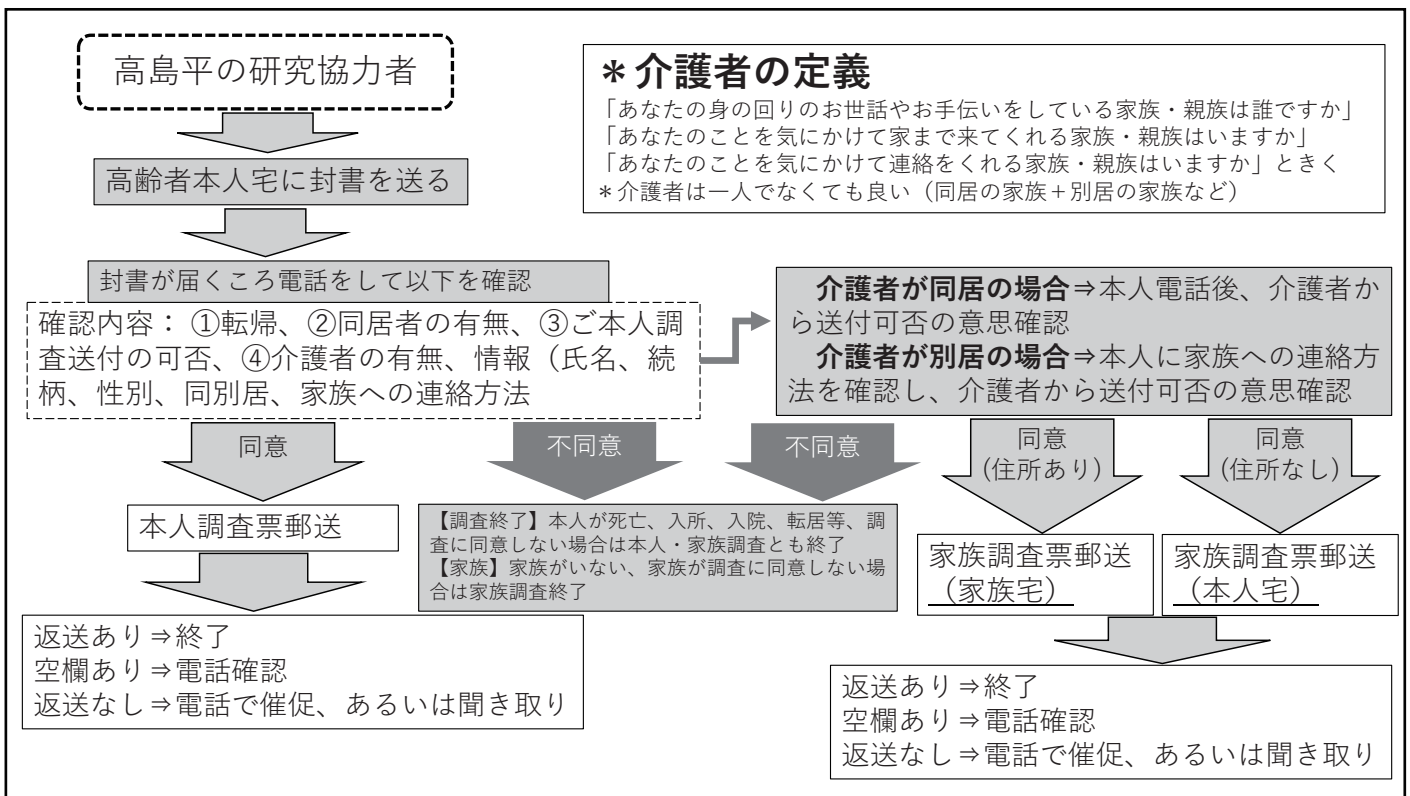 高島平の研究協力者
＊介護者の定義
「あなたの身の回りのお世話やお手伝いをしている家族・親族は誰ですか」
「あなたのことを気にかけて家まで来てくれる家族・親族はいますか」
「あなたのことを気にかけて連絡をくれる家族・親族はいますか」ときく
＊介護者は一人でなくても良い（同居の家族＋別居の家族など）
高齢者本人宅に封書を送る
封書が届くころ電話をして以下を確認
確認内容：①転帰、②同居者の有無、③ご本人調
査送付の可否、④介護者の有無、情報（氏名、続
柄、性別、同別居、家族への連絡方法
介護者が同居の場合⇒本人電話後、介護者か
ら送付可否の意思確認
介護者が別居の場合⇒本人に家族への連絡方
法を確認し、介護者から送付可否の意思確認
同意
不同意
不同意
同意
(住所あり)
同意
(住所なし)
本人調査票郵送
【調査終了】本人が死亡、入所、入院、転居等、調
査に同意しない場合は本人・家族調査とも終了
【家族】家族がいない、家族が調査に同意しない場
合は家族調査終了
家族調査票郵送
（家族宅）
家族調査票郵送
（本人宅）
返送あり⇒終了
空欄あり⇒電話確認
返送なし⇒電話で催促、あるいは聞き取り
返送あり⇒終了
空欄あり⇒電話確認
返送なし⇒電話で催促、あるいは聞き取り